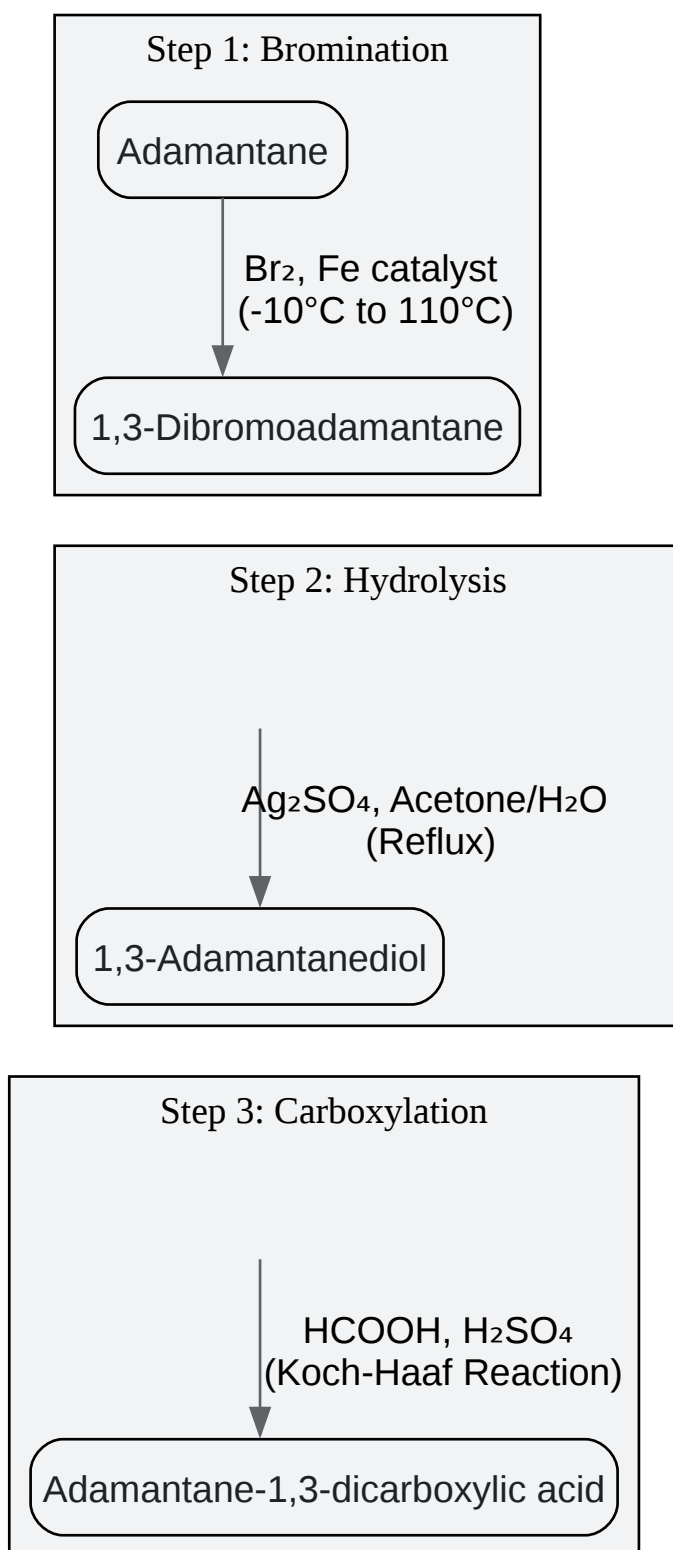 Step 1: Bromination
Adamantane
Br₂, Fe catalyst
(-10°C to 110°C)
1,3-Dibromoadamantane
Step 2: Hydrolysis
Ag₂SO₄, Acetone/H₂O
(Reflux)
1,3-Adamantanediol
Step 3: Carboxylation
HCOOH, H₂SO₄
(Koch-Haaf Reaction)
Adamantane-1,3-dicarboxylic acid